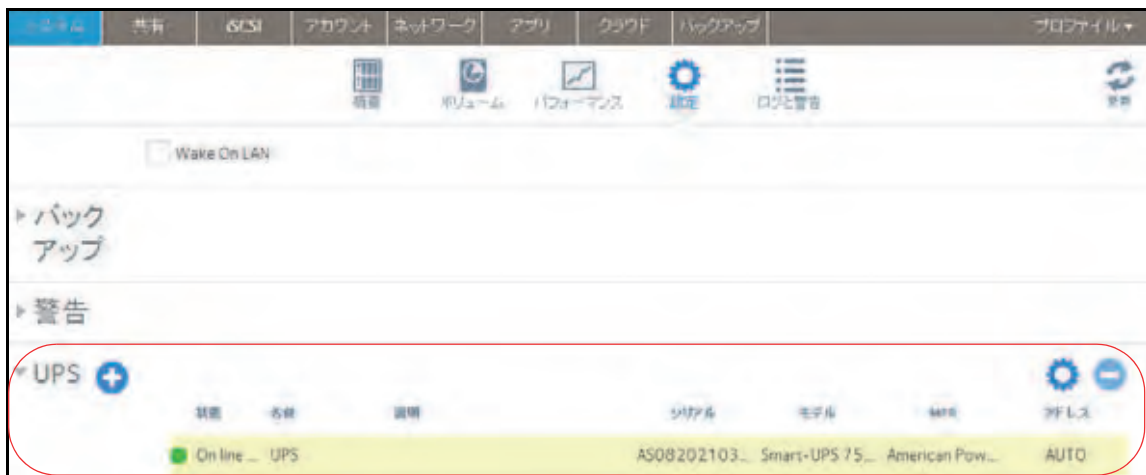 共有 iSCSI アカウント ネットワーク アプリ クラウド バックアップ プロファイル
概要 ボリューム パフォーマンス 設定 ログと警告 更新
Wake On LAN
バック
アップ
警告
UPS
状態 名前 説明 シリアル モデル MFR アドレス
On line ... UPS AS08202103... Smart-UPS 75... American Pow... AUTO